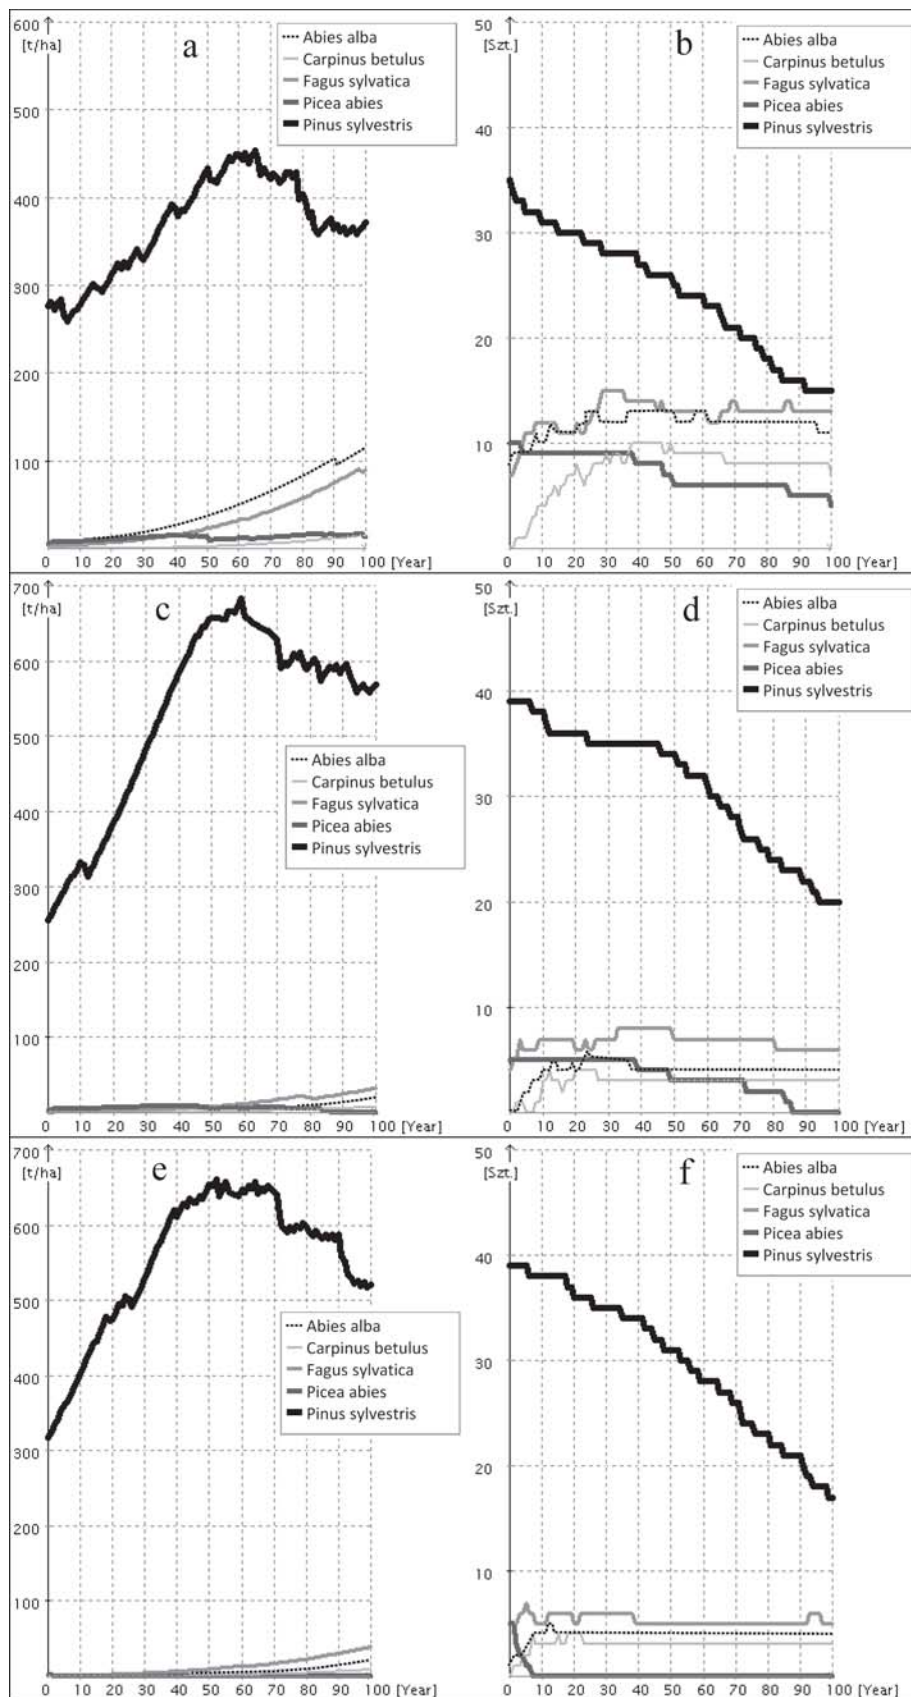 600
[t/ha]
a
Abies alba
Carpinus betulus
Fagus sylvatica
Picea abies
Pinus sylvestris
500
400
300
200
100
0 10 20 30 40 50 60 70 80 90 100 [Year]
50
[Szt.]
b
Abies alba
Carpinus betulus
Fagus sylvatica
Picea abies
Pinus sylvestris
40
30
20
10
0 10 20 30 40 50 60 70 80 90 100
700
[t/ha]
c
600
500
Abies alba
Carpinus betulus
Fagus sylvatica
Picea abies
Pinus sylvestris
400
300
200
100
0 10 20 30 40 50 60 70 80 90 100 [Year]
50
[Szt.]
d
Abies alba
Carpinus betulus
Fagus sylvatica
Picea abies
Pinus sylvestris
40
30
20
10
0 10 20 30 40 50 60 70 80 90 100
700
[t/ha]
e
600
500
Abies alba
Carpinus betulus
Fagus sylvatica
Picea abies
Pinus sylvestris
400
300
200
100
0 10 20 30 40 50 60 70 80 90 100 [Year]
50
[Szt.]
f
Abies alba
Carpinus betulus
Fagus sylvatica
Picea abies
Pinus sylvestris
40
30
20
10
0 10 20 30 40 50 60 70 80 90 100